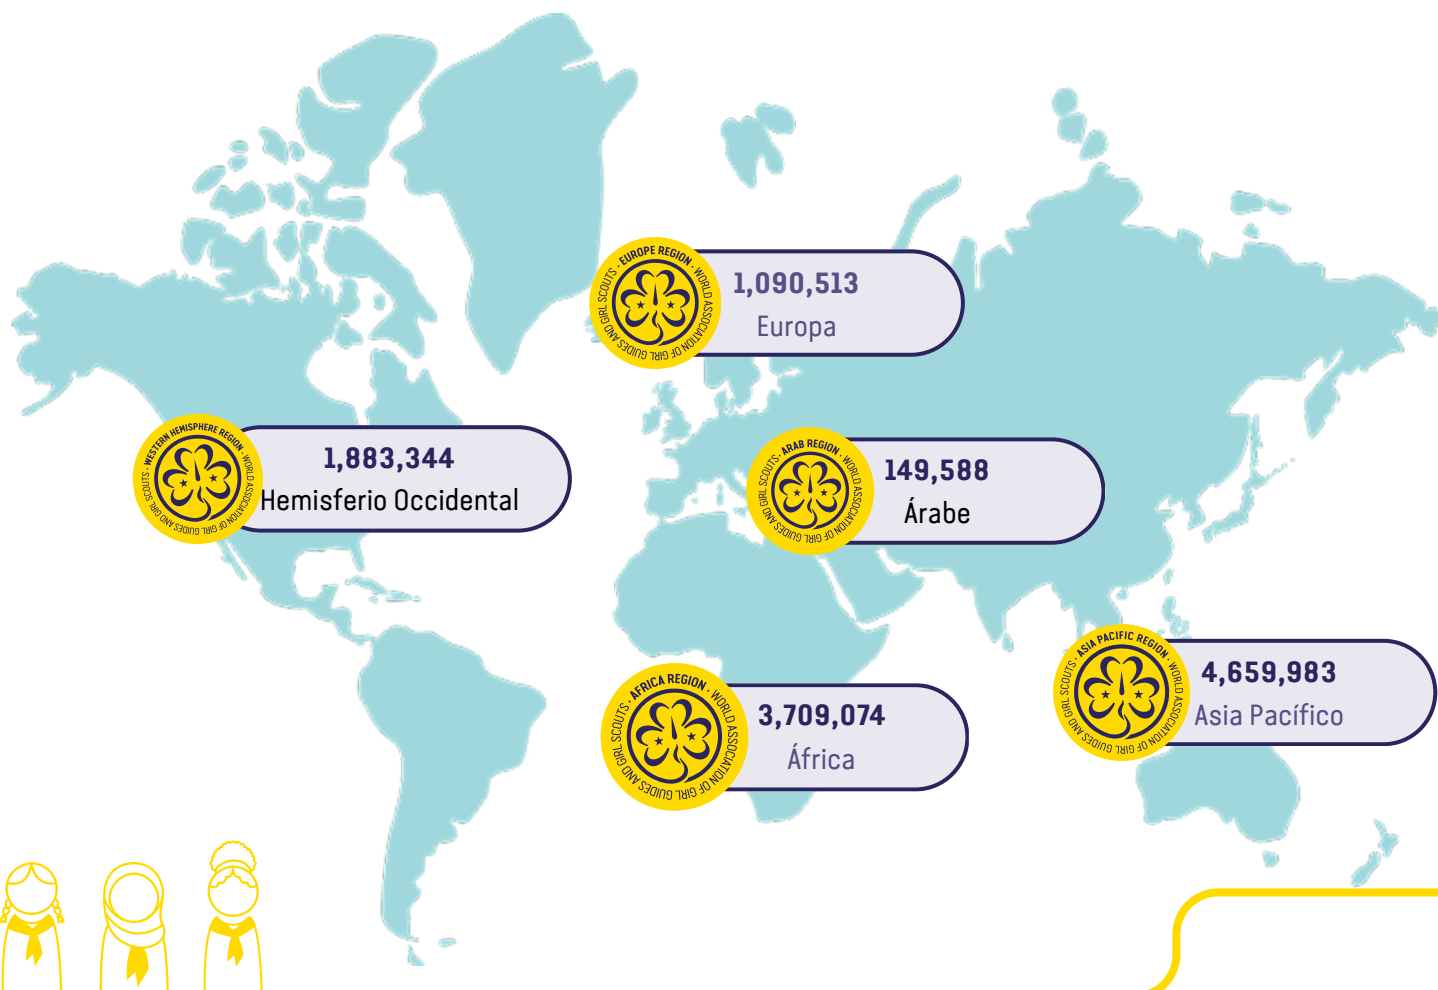 EUROPE REGION · WORLD ASSOCIATION OF GIRL GUIDES AND GIRL SCOUTS ·
1,090,513
Europa
WESTERN HEMISPHERE REGION · WORLD ASSOCIATION OF GIRL GUIDES AND GIRL SCOUTS ·
1,883,344
Hemisferio Occidental
ARAB REGION · WORLD ASSOCIATION OF GIRL GUIDES AND GIRL SCOUTS ·
149,588
Árabe
ASIA PACIFIC REGION · WORLD ASSOCIATION OF GIRL GUIDES AND GIRL SCOUTS ·
4,659,983
Asia Pacífico
AFRICA REGION · WORLD ASSOCIATION OF GIRL GUIDES AND GIRL SCOUTS ·
3,709,074
África